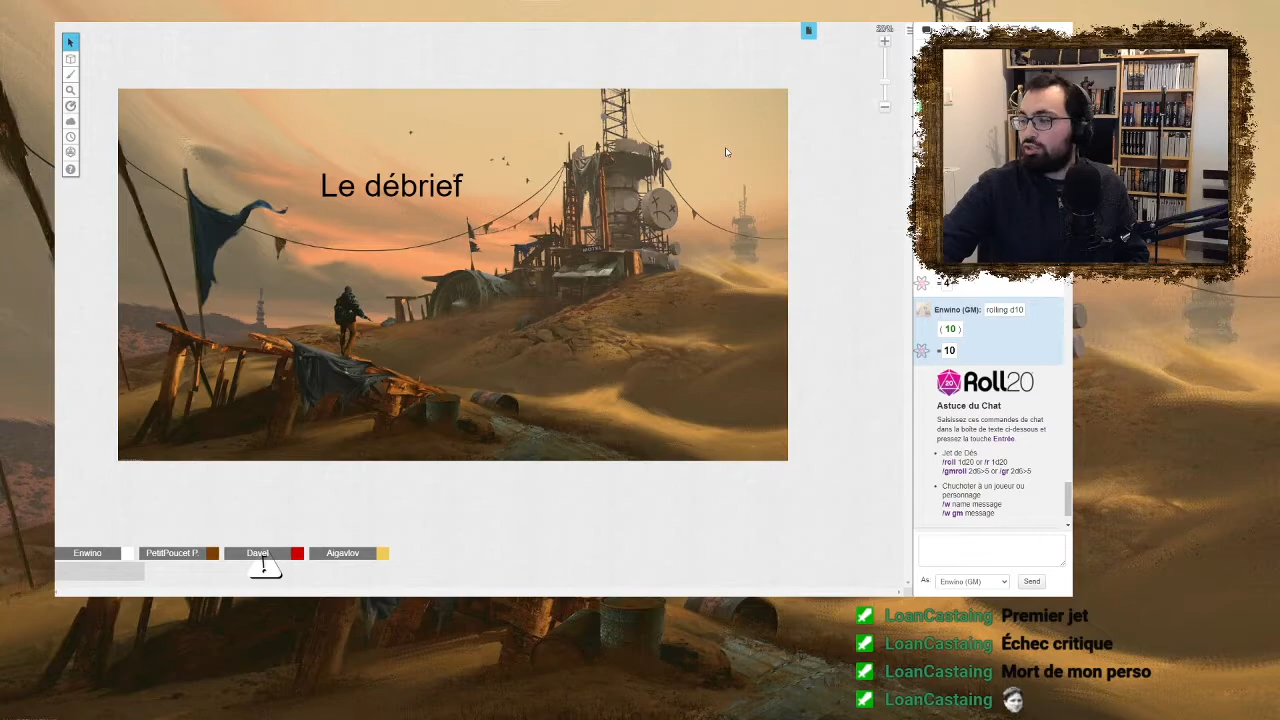 Le débrief
MOTEL
Enwino (GM): rolling d10
( 10 )
= 10
Roll20
Astuce du Chat
Saisissez ces commandes de chat
dans la boîte de texte ci-dessous et
pressez la touche Entrée.
Jet de Dés
/roll 1d20 or /r 1d20
/gmroll 2d6>5 or /gr 2d6>5
Chuchoter à un joueur ou
personnage
/w name message
/w gm message
Enwino
PetitPoucet P.
Davel
Aigavlov
As: Enwino (GM) Send
LoanCastaing Premier jet
LoanCastaing Échec critique
LoanCastaing Mort de mon perso
LoanCastaing